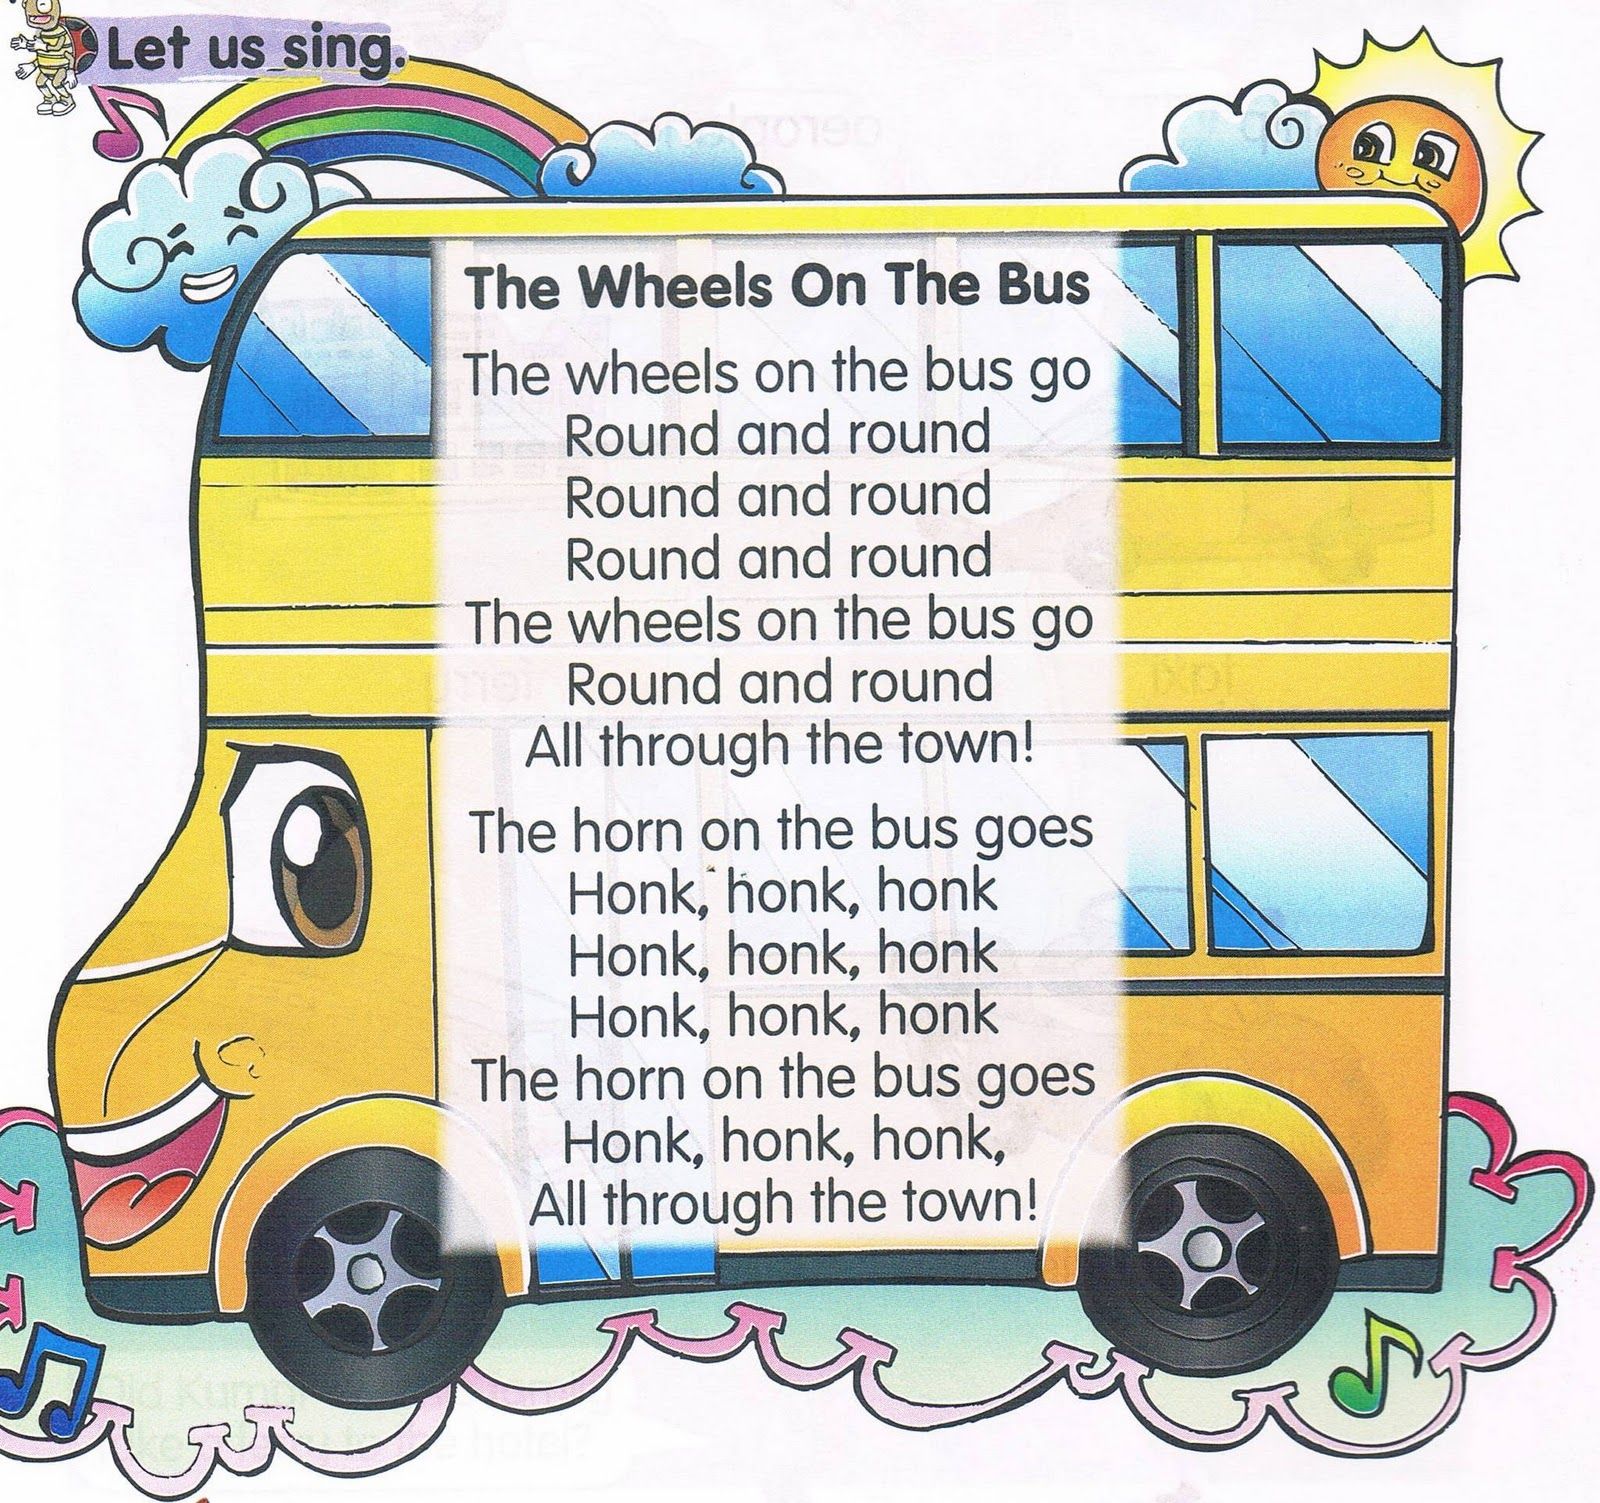 Let us sing.
The Wheels On The Bus
The wheels on the bus go
Round and round
Round and round
Round and round
The wheels on the bus go
Round and round
All through the town!
The horn on the bus goes
Honk, honk, honk
Honk, honk, honk
Honk, honk, honk
The horn on the bus goes
Honk, honk, honk,
All through the town!